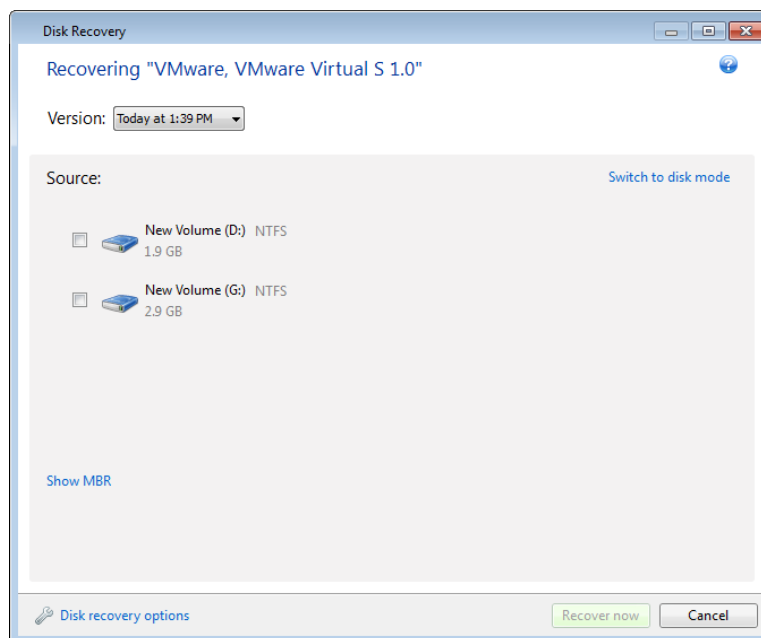 Disk Recovery
Recovering "VMware, VMware Virtual S 1.0"
?
Version: Today at 1:39 PM
Source: Switch to disk mode
New Volume (D:) NTFS
1.9 GB
New Volume (G:) NTFS
2.9 GB
Show MBR
Disk recovery options Recover now Cancel